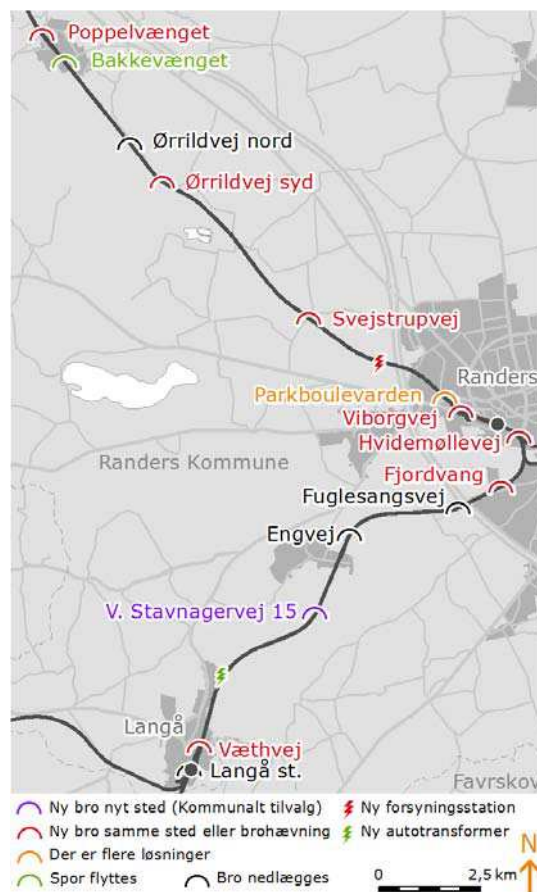 Poppelvænget
Bakkevænget
Ørrildvej nord
Ørrildvej syd
Svejstrupvej
Randers
Parkboulevarden
Viborgvej
Hvidemøllevej
Randers Kommune
Fjordvang
Fuglesangsvej
Engvej
V. Stavnagervej 15
Langå
Væthvej
Langå st.
Favrskov
Ny bro nyt sted (Kommunalt tilvalg)
Ny forsyningsstation
Ny bro samme sted eller brohævning
Ny autotransformer
Der er flere løsninger
N
Spor flyttes
Bro nedlægges
0 2,5 km